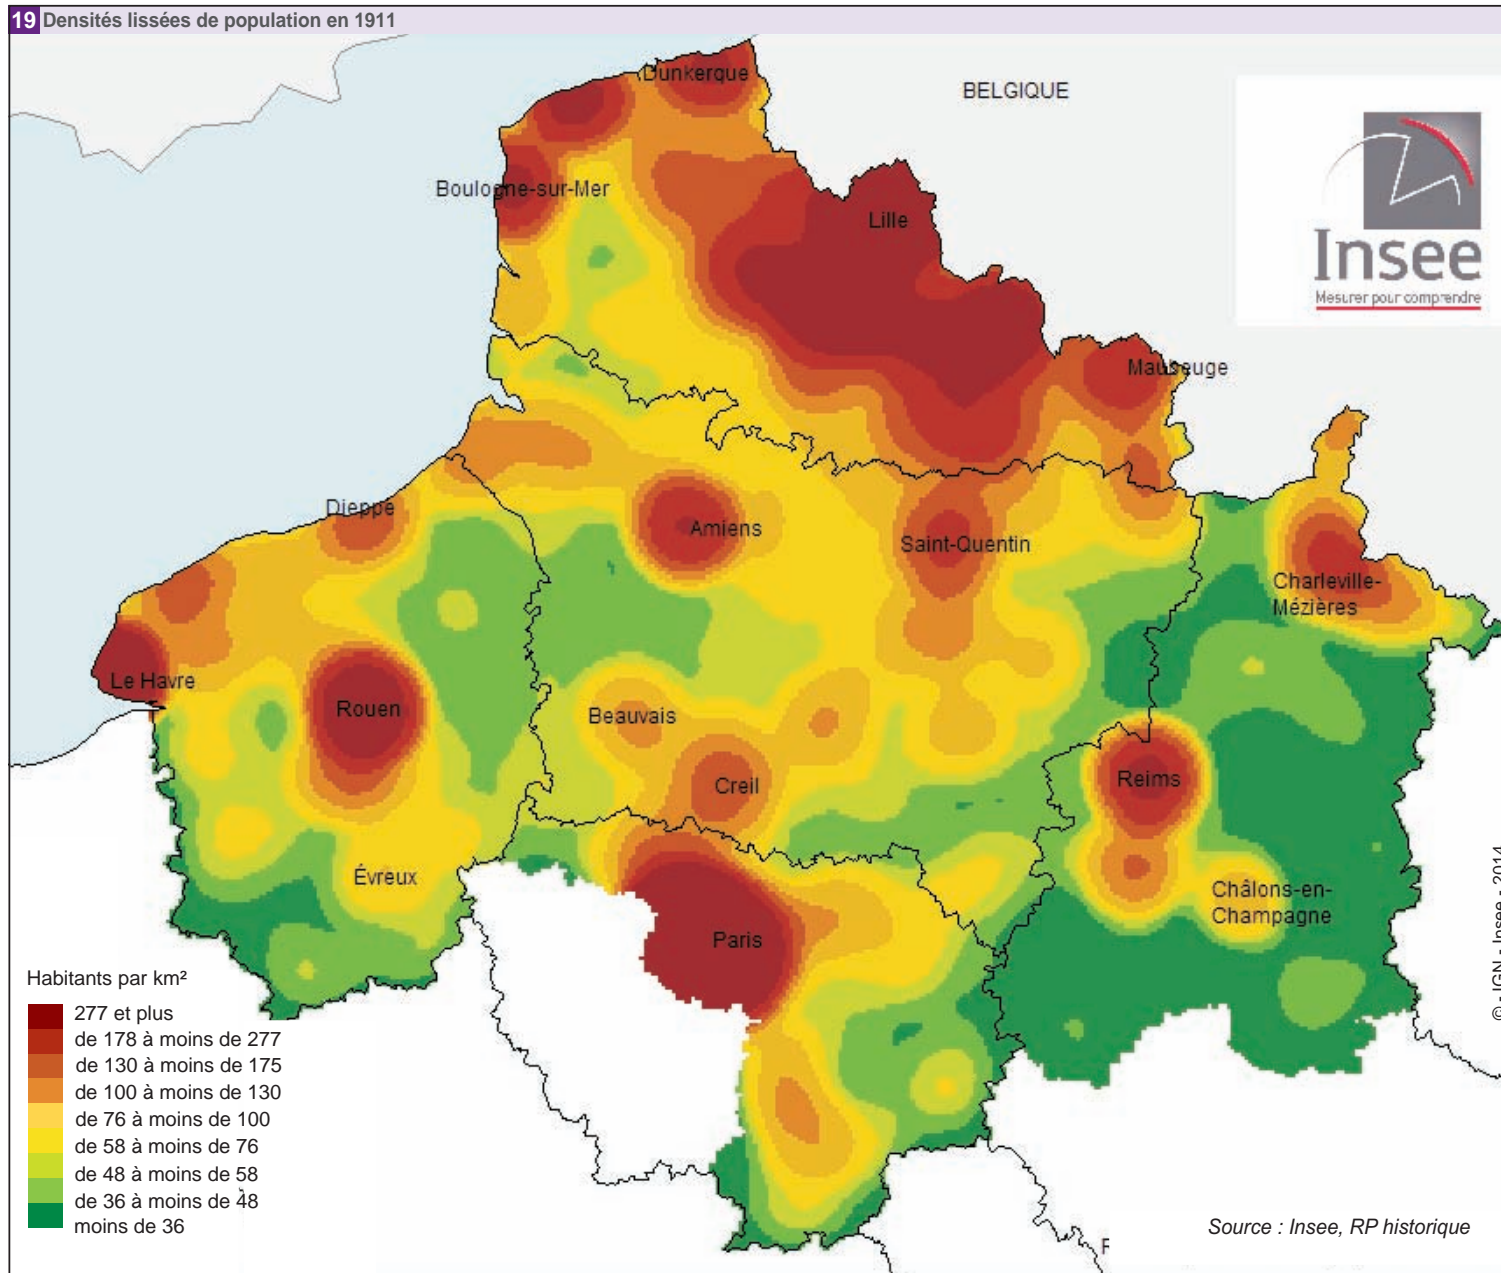 19 Densités lissées de population en 1911
Dunkerque
BELGIQUE
Boulogne-sur-Mer
Lille
Insee
Mesurer pour comprendre
Maubeuge
Dieppe
Amiens
Saint-Quentin
Charleville-
Mézières
Le Havre
Rouen
Beauvais
Creil
Reims
Évreux
Châlons-en-
Champagne
Paris
© - IGN - Insee - 2014
Habitants par km²
277 et plus
de 178 à moins de 277
de 130 à moins de 175
de 100 à moins de 130
de 76 à moins de 100
de 58 à moins de 76
de 48 à moins de 58
de 36 à moins de 48
moins de 36
Source : Insee, RP historique